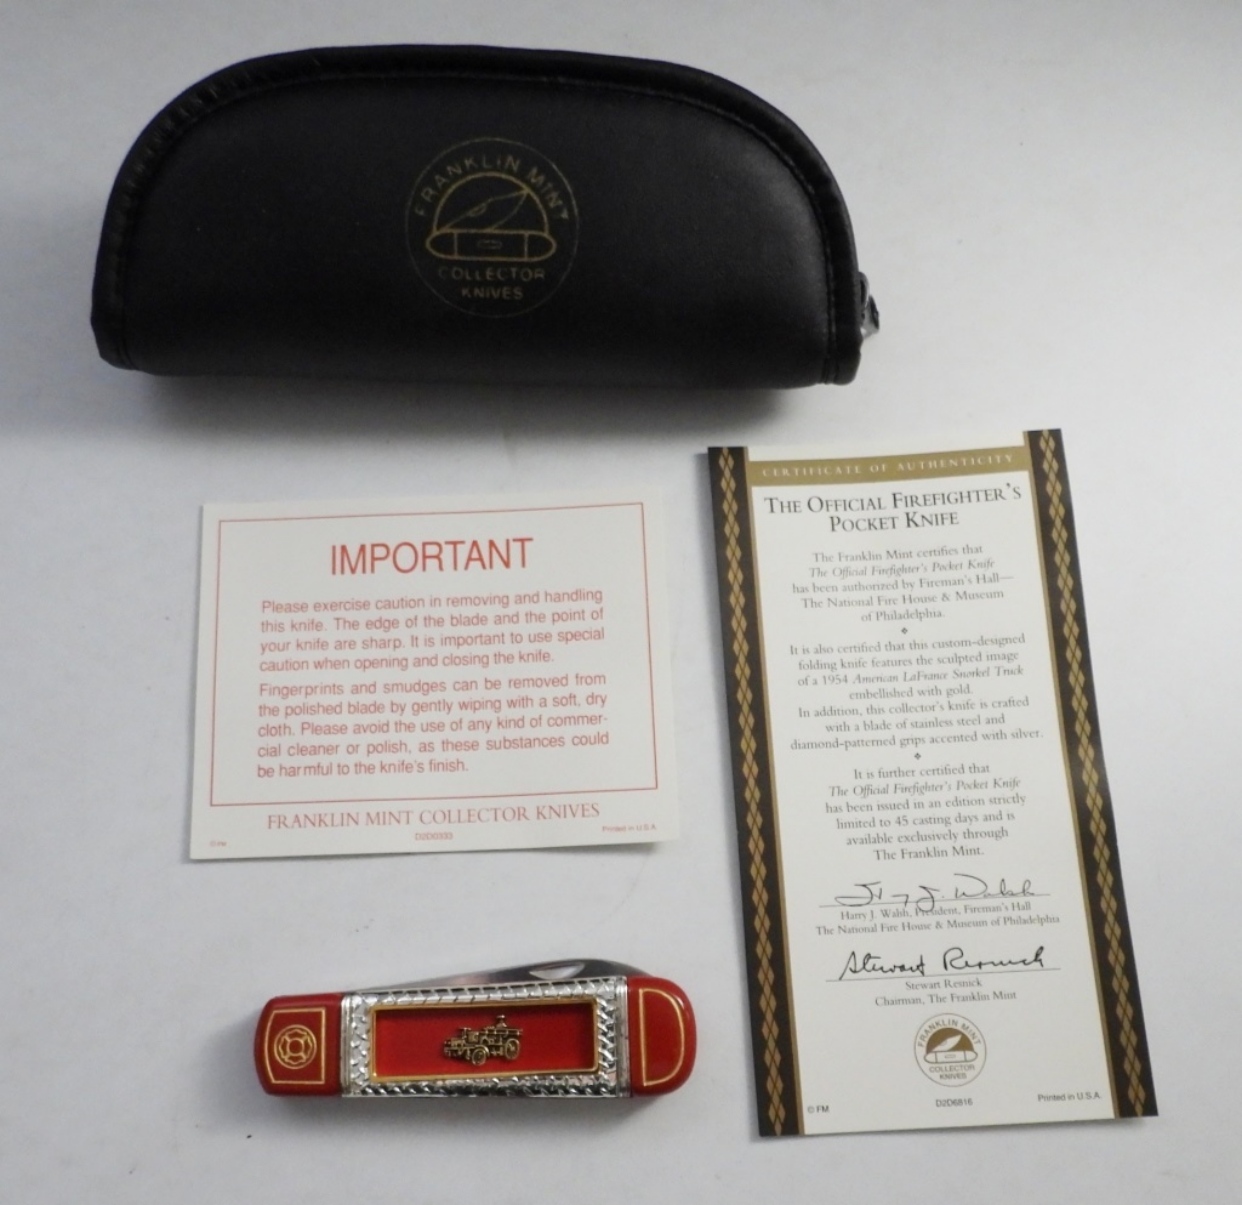 FRANKLIN MINT
COLLECTOR
KNIVES
IMPORTANT
Please exercise caution in removing and handling
this knife. The edge of the blade and the point of
your knife are sharp. It is important to use special
caution when opening and closing the knife.
Fingerprints and smudges can be removed from
the polished blade by gently wiping with a soft, dry
cloth. Please avoid the use of any kind of commer-
cial cleaner or polish, as these substances could
be harmful to the knife's finish.
FRANKLIN MINT COLLECTOR KNIVES
© FM
Printed in U.S.A.
CERTIFICATE OF AUTHENTICITY
THE OFFICIAL FIREFIGHTER'S
POCKET KNIFE
The Franklin Mint certifies that
The Official Firefighter's Pocket Knife
has been authorized by Fireman's Hall—
The National Fire House & Museum
of Philadelphia.
It is also certified that this custom-designed
folding knife features the sculpted image
of a 1954 American LaFrance Snorkel Truck
embellished with gold.
In addition, this collector's knife is crafted
with a blade of stainless steel and
diamond-patterned grips accented with silver.
It is further certified that
The Official Firefighter's Pocket Knife
has been issued in an edition strictly
limited to 45 casting days and is
available exclusively through
The Franklin Mint.
Harry J. Walsh
Harry J. Walsh, President, Fireman's Hall
The National Fire House & Museum of Philadelphia
Stewart Resnick
Stewart Resnick
Chairman, The Franklin Mint
FRANKLIN MINT
COLLECTOR
KNIVES
© FM
D2D6816
Printed in U.S.A.